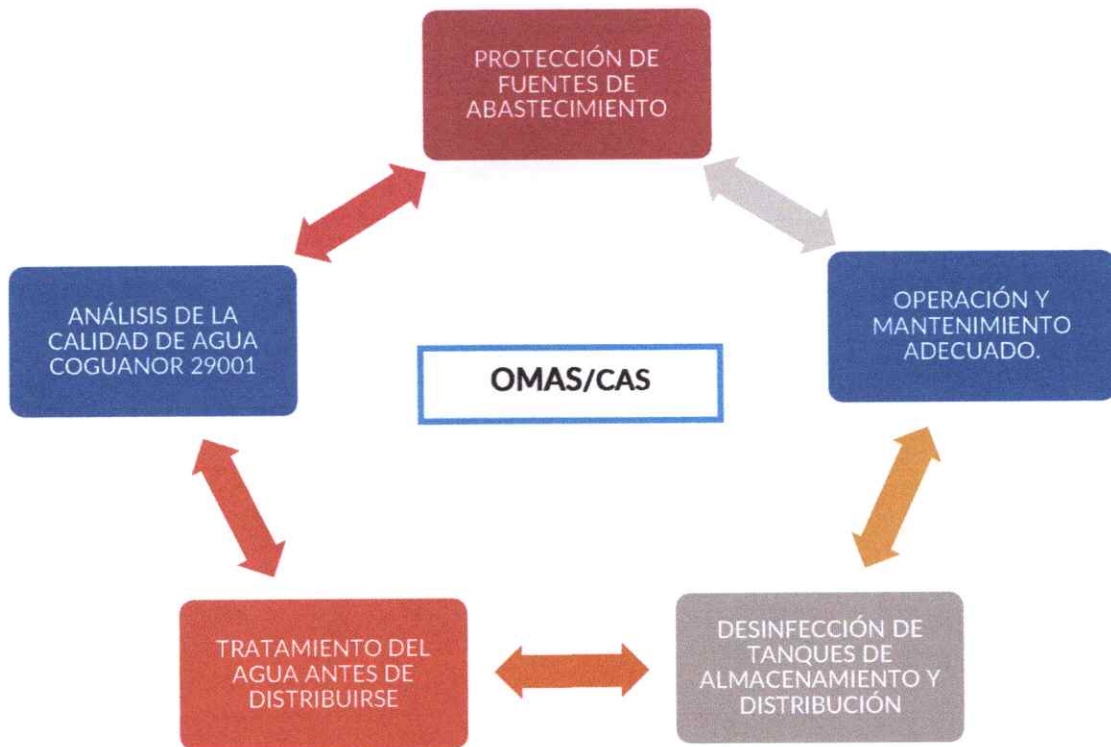 PROTECCIÓN DE
FUENTES DE
ABASTECIMIENTO
ANÁLISIS DE LA
CALIDAD DE AGUA
COGUANOR 29001
OPERACIÓN Y
MANTENIMIENTO
ADECUADO.
OMAS/CAS
TRATAMIENTO DEL
AGUA ANTES DE
DISTRIBUIRSE
DESINFECCIÓN DE
TANQUES DE
ALMACENAMIENTO Y
DISTRIBUCIÓN